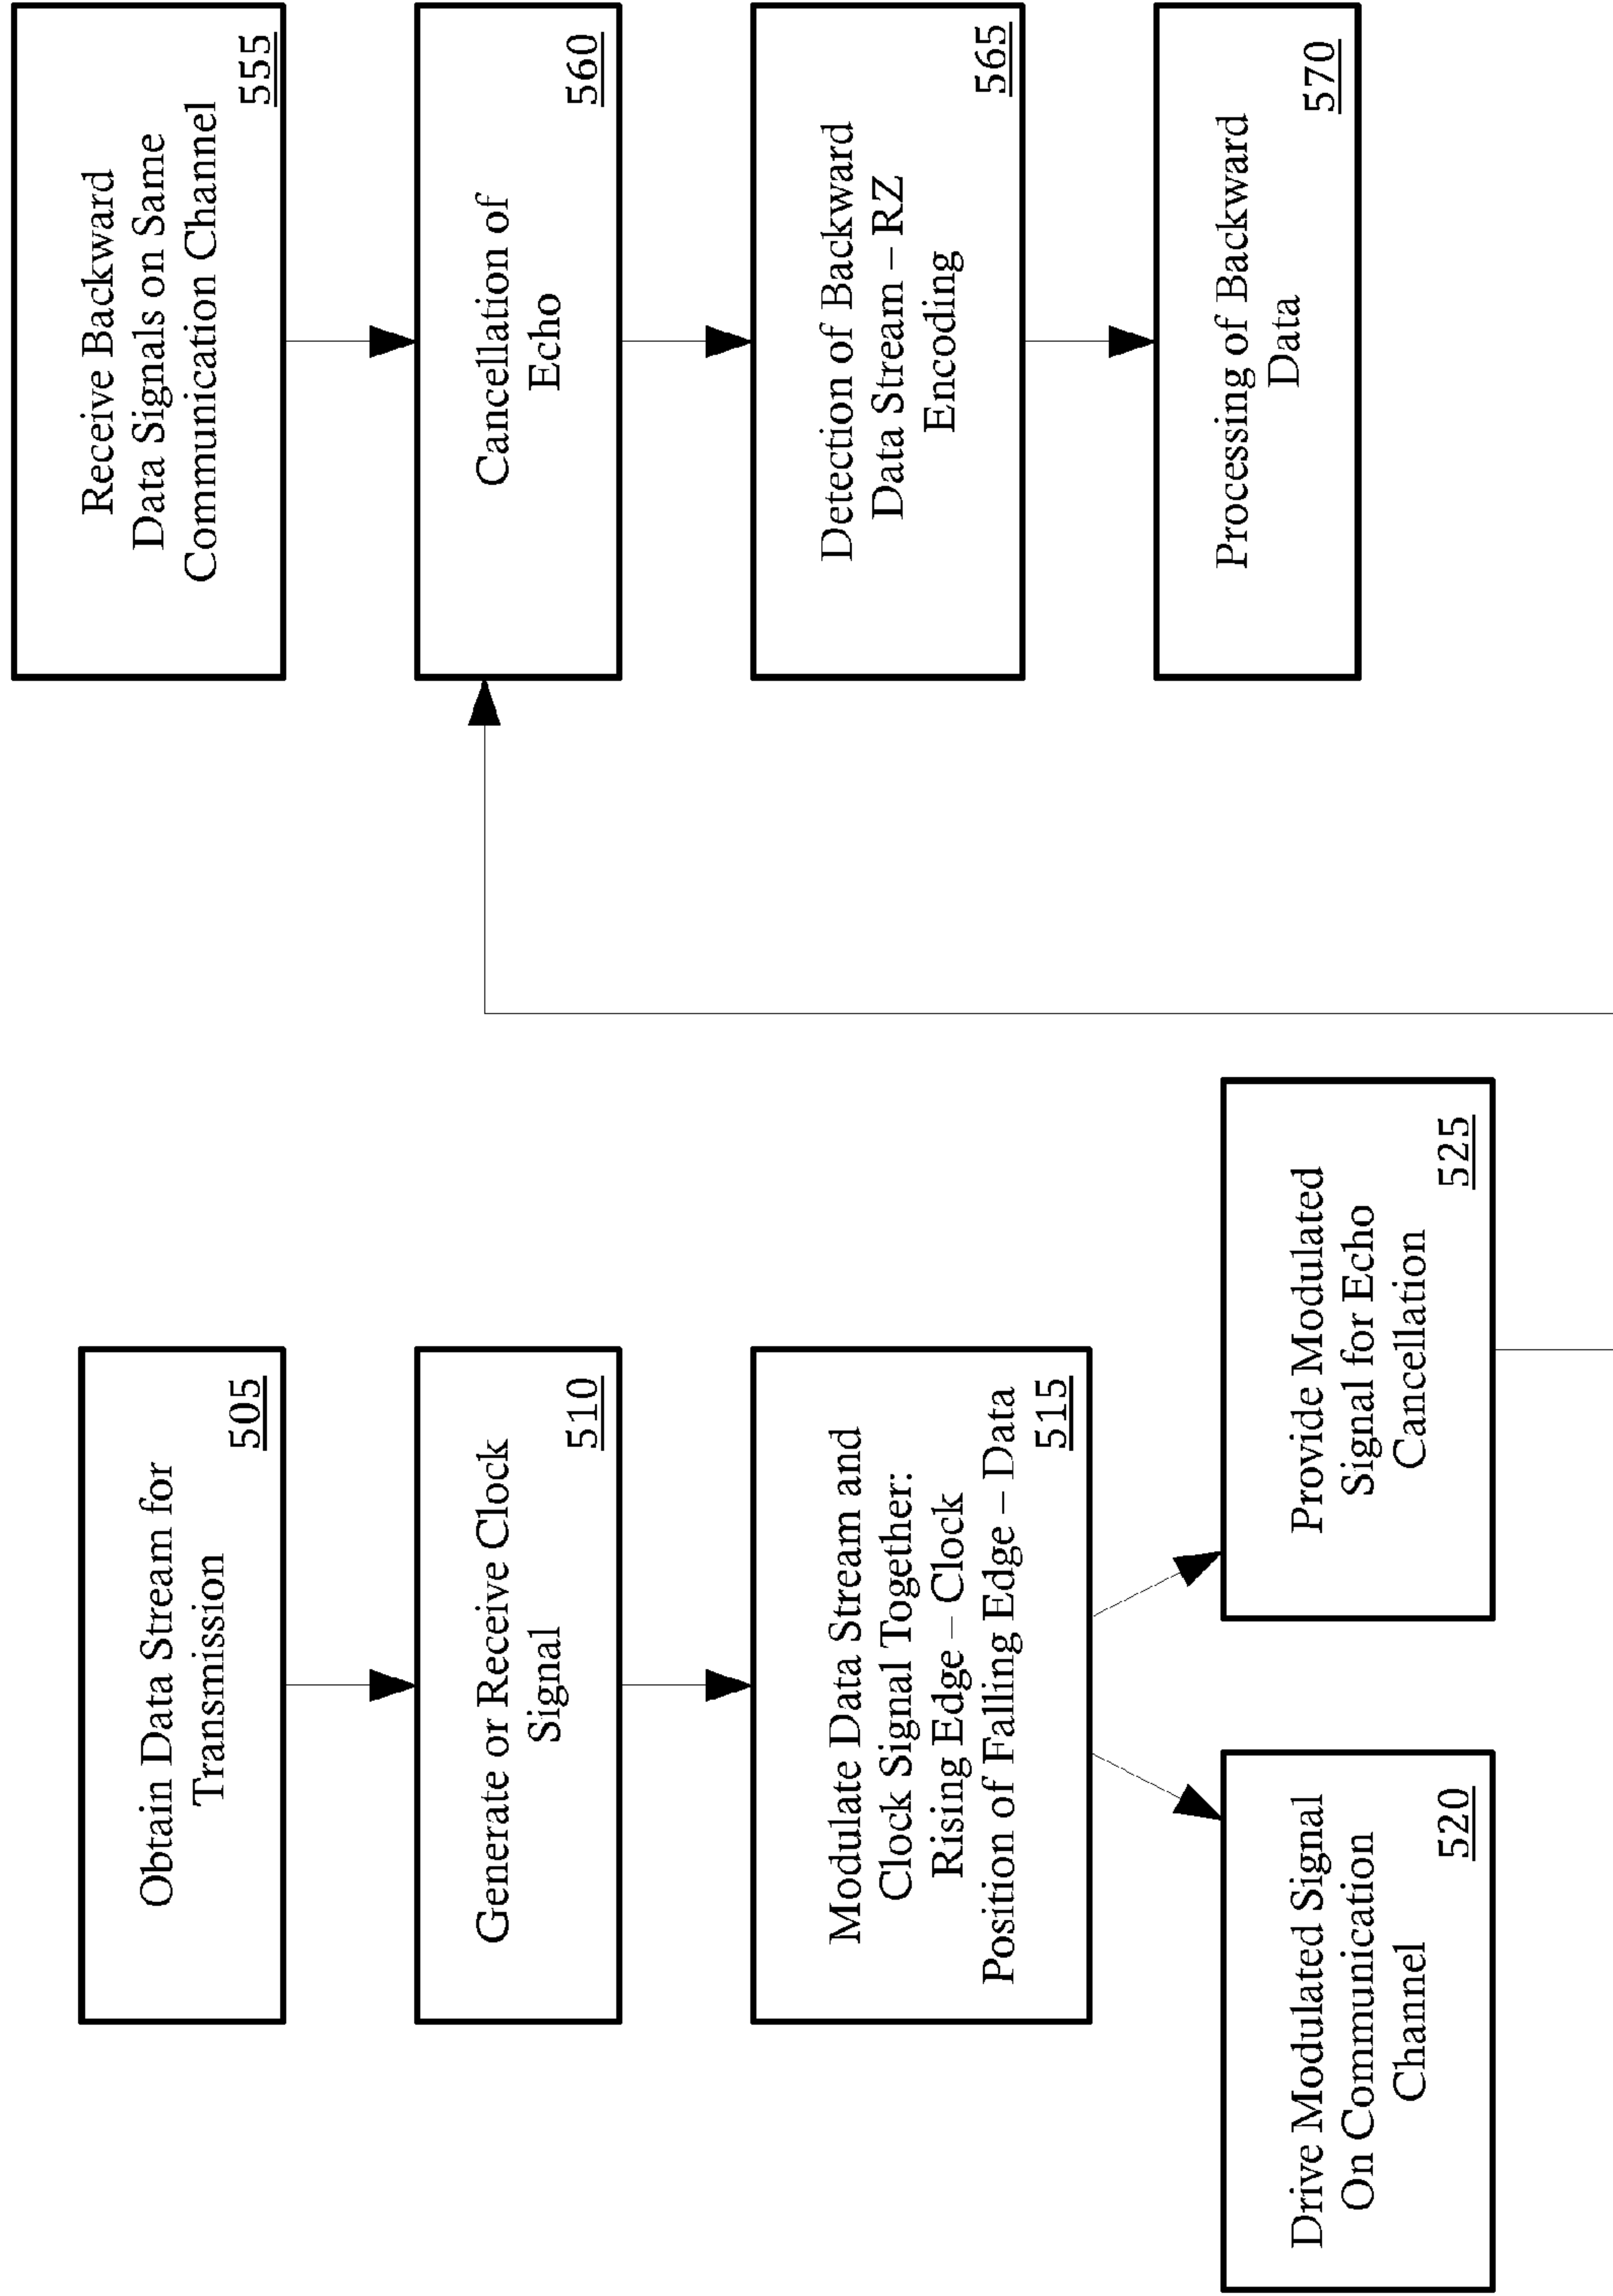 Obtain Data Stream for
Transmission
505
Generate or Receive Clock
Signal
510
Modulate Data Stream and
Clock Signal Together:
Rising Edge – Clock
Position of Falling Edge – Data
515
Drive Modulated Signal
On Communication
Channel
520
Provide Modulated
Signal for Echo
Cancellation
525
Receive Backward
Data Signals on Same
Communication Channel
555
Cancellation of
Echo
560
Detection of Backward
Data Stream – RZ
Encoding
565
Processing of Backward
Data
570